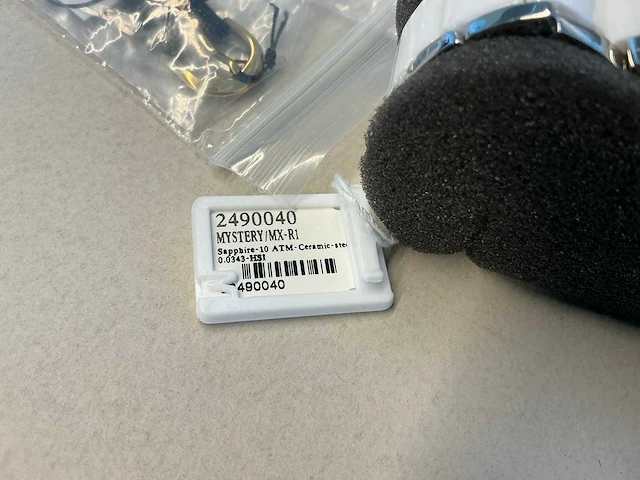 2490040
MYSTERY/MX-R1
Sapphire-10 ATM-Ceramic-stee
0.0343-HSI
490040